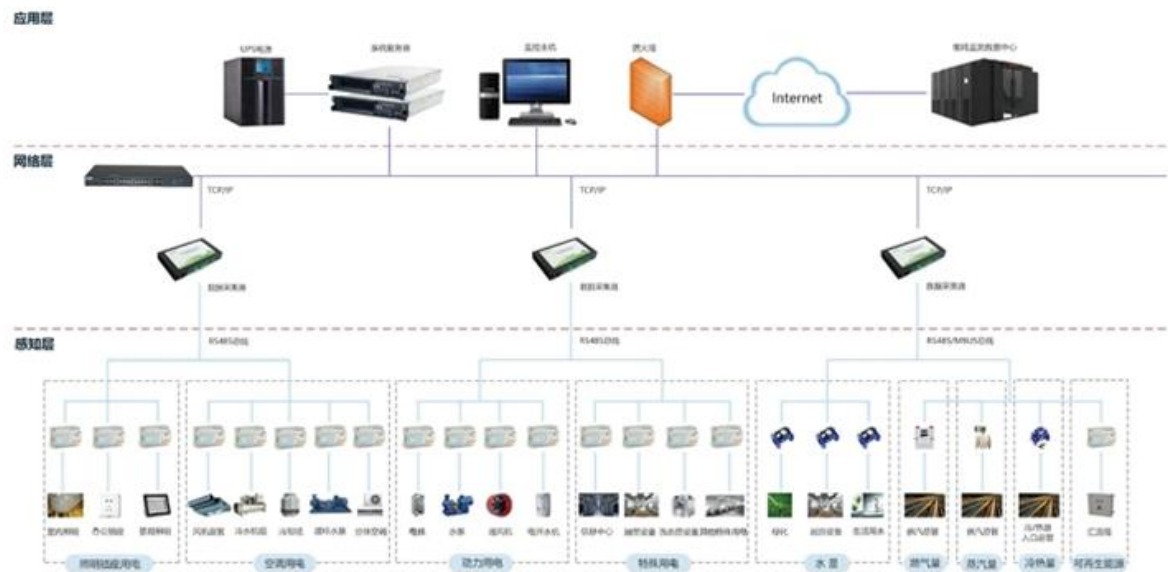 应用层
UPS电源
系统服务器
监控主机
防火墙
Internet
能耗监测数据中心
网络层
TCP/IP
TCP/IP
TCP/IP
数据采集器
数据采集器
数据采集器
感知层
RS485总线
RS485总线
RS485/MBUS总线
室内照明
办公插座
景观照明
风机盘管
冷水机组
冷却塔
循环水泵
分体空调
电梯
水泵
通风机
电开水机
信息中心
厨房设备
洗衣房设备
其他特殊用电
绿化
厨房设备
生活用水
供汽总管
供汽总管
冷/热源
入口总管
汇流箱
照明插座用电
空调用电
动力用电
特殊用电
水量
燃气量
蒸汽量
冷热量
可再生能源